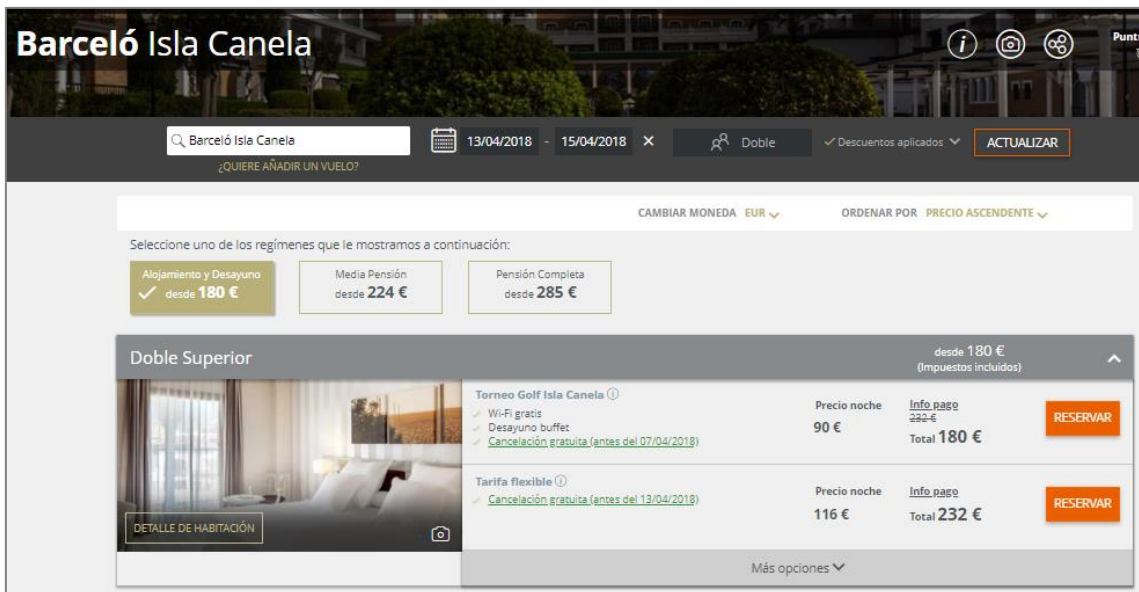 Barceló Isla Canela
Barceló Isla Canela
13/04/2018 - 15/04/2018 X
Doble
Descuentos aplicados
ACTUALIZAR
¿QUIERE AÑADIR UN VUELO?
CAMBIAR MONEDA EUR
ORDENAR POR PRECIO ASCENDENTE
Seleccione uno de los regímenes que le mostramos a continuación:
Alojamiento y Desayuno
desde 180 €
Media Pensión
desde 224 €
Pensión Completa
desde 285 €
Doble Superior
desde 180 €
(Impuestos incluidos)
Torneo Golf Isla Canela
Wi-Fi gratis
Desayuno buffet
Cancelación gratuita (antes del 07/04/2018)
Precio noche
90 €
Info pago
232 €
Total 180 €
RESERVAR
Tarifa flexible
Cancelación gratuita (antes del 13/04/2018)
Precio noche
116 €
Info pago
Total 232 €
RESERVAR
DETALLE DE HABITACIÓN
Más opciones